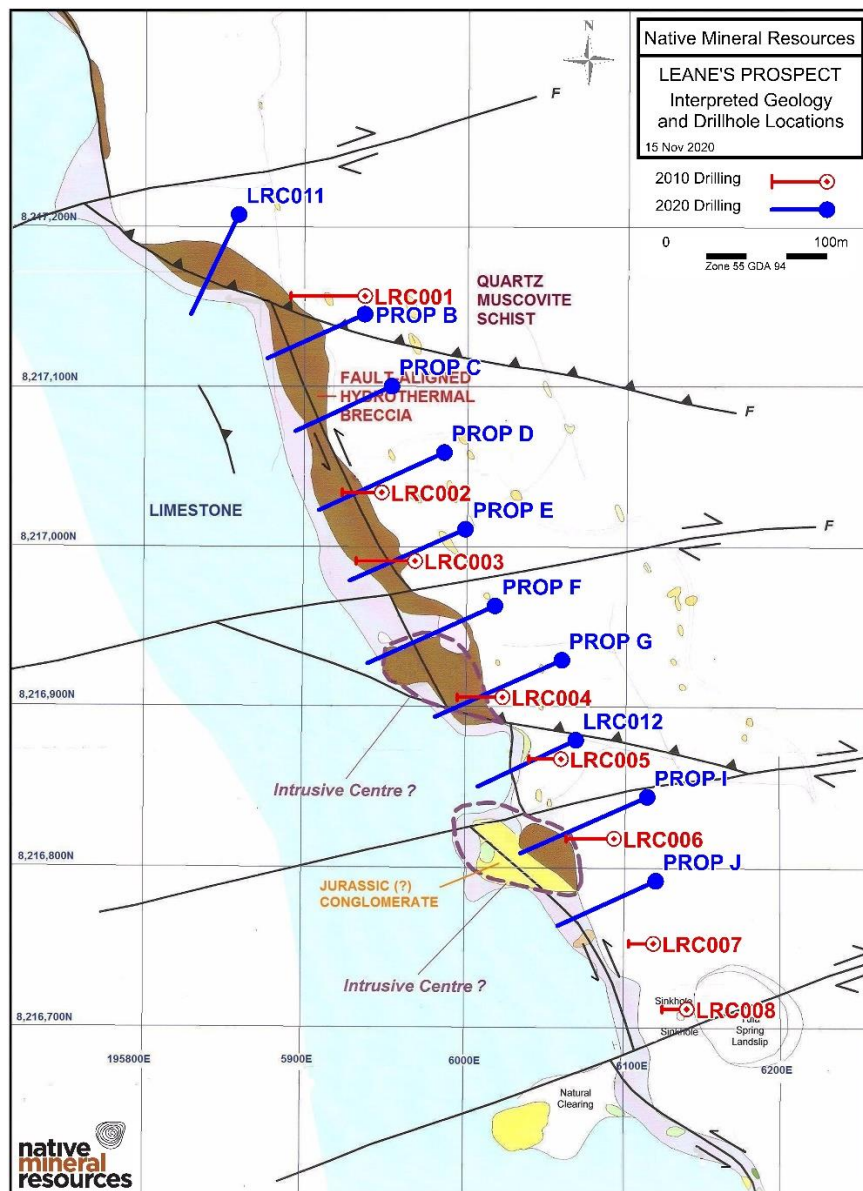 Native Mineral Resources
LEANE'S PROSPECT
Interpreted Geology
and Drillhole Locations
15 Nov 2020
2010 Drilling
2020 Drilling
0
100m
Zone 55 GDA 94
N
F
LRC011
8,217,200N
LRC001
PROP B
QUARTZ
MUSCOVITE
SCHIST
PROP C
8,217,100N
FAULT-ALIGNED
HYDROTHERMAL
BRECCIA
F
PROP D
LRC002
LIMESTONE
PROP E
8,217,000N
F
LRC003
PROP F
PROP G
8,216,900N
LRC004
LRC012
LRC005
PROP I
Intrusive Centre ?
LRC006
8,216,800N
PROP J
JURASSIC (?)
CONGLOMERATE
LRC007
Intrusive Centre ?
Sinkhole
LRC008
Sinkhole
Spring
Landslip
8,216,700N
195800E
5900E
6000E
6100E
6200E
Natural
Clearing
native
mineral
resources